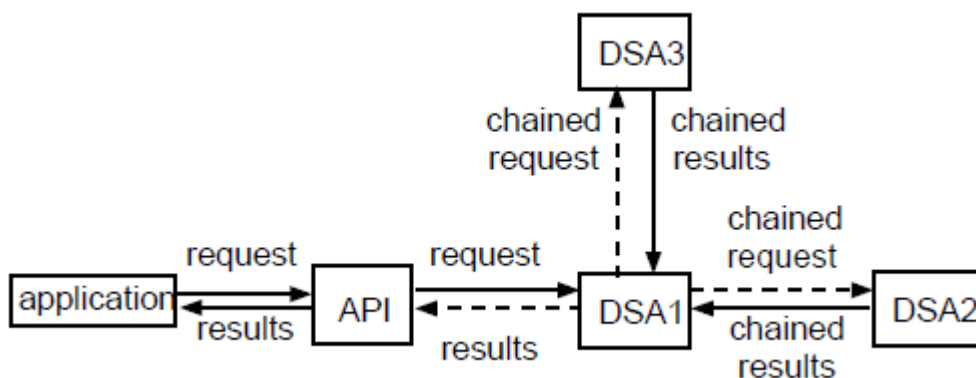 DSA3
chained
request
chained
results
chained
request
request
request
application
API
DSA1
DSA2
results
results
chained
results